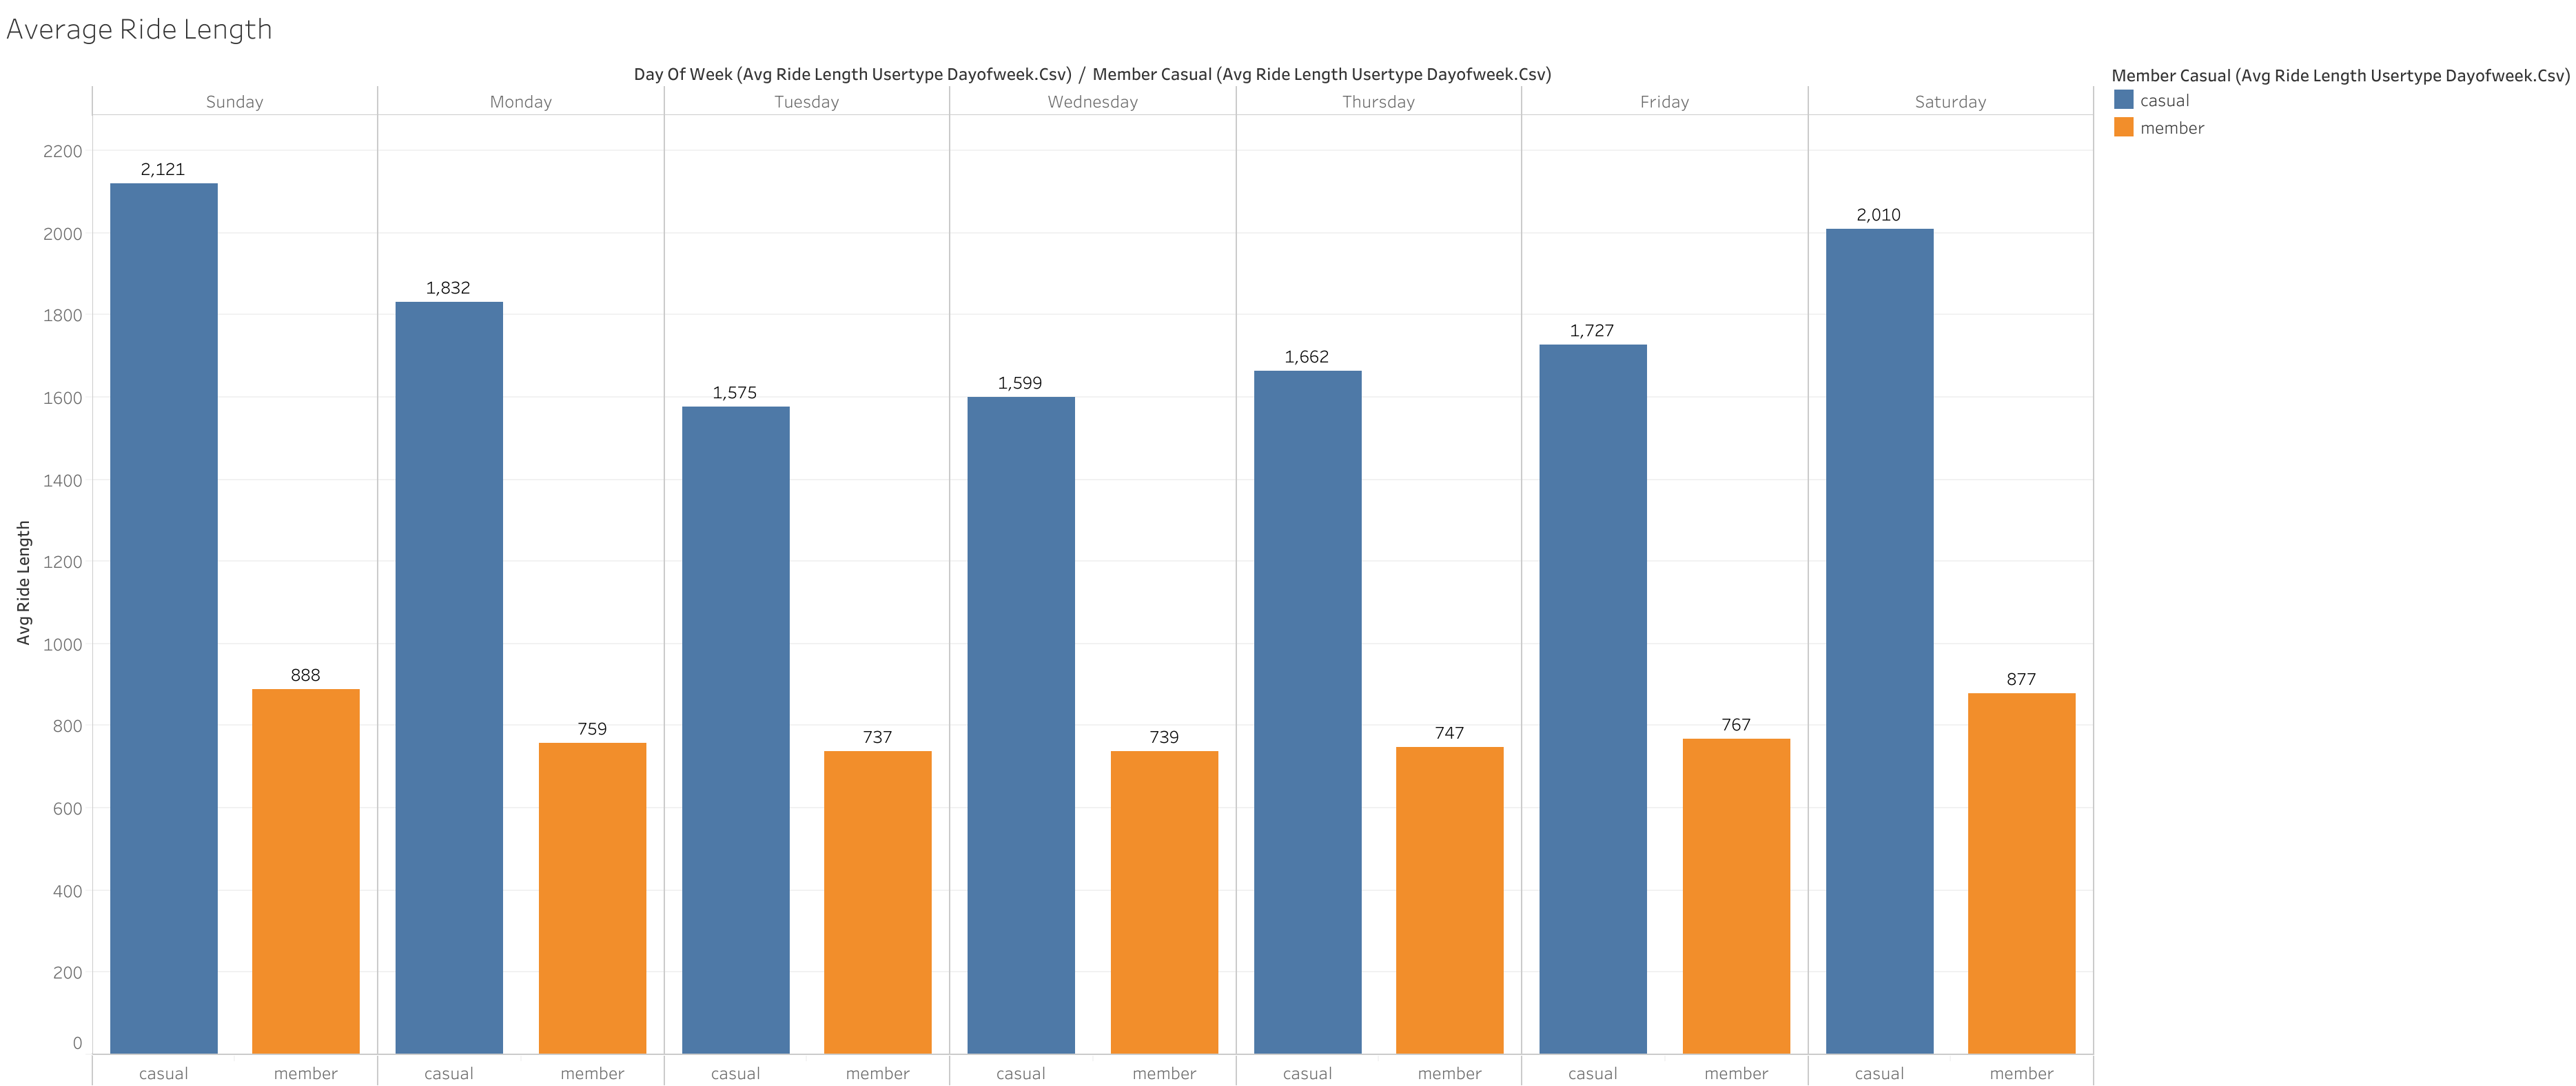 Average Ride Length
Day Of Week (Avg Ride Length Usertype Dayofweek.Csv) / Member Casual (Avg Ride Length Usertype Dayofweek.Csv)
Member Casual (Avg Ride Length Usertype Dayofweek.Csv)
casual
member
Sunday Monday Tuesday Wednesday Thursday Friday Saturday
Avg Ride Length
2200
2000
1800
1600
1400
1200
1000
800
600
400
200
0
2,121 888 1,832 759 1,575 737 1,599 739 1,662 747 1,727 767 2,010 877
casual member casual member casual member casual member casual member casual member casual member